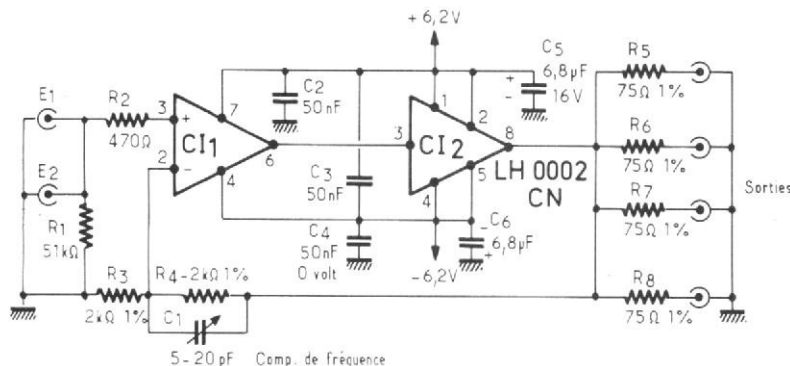 +6,2V
E1
R2
470Ω
3
+
2
−
7
4
6
CI1
C2
50nF
C3
50nF
C4
50nF
0 volt
3
1
2
8
5
4
CI2
LH 0002
CN
+
−
C5
6,8µF
16V
−
C6
6,8µF
+
−6,2V
E2
R1
51kΩ
R3
2kΩ 1%
R4-2kΩ 1%
C1
5-20 pF Comp. de fréquence
R5
75Ω 1%
R6
75Ω 1%
R7
75Ω 1%
R8
75Ω 1%
Sorties